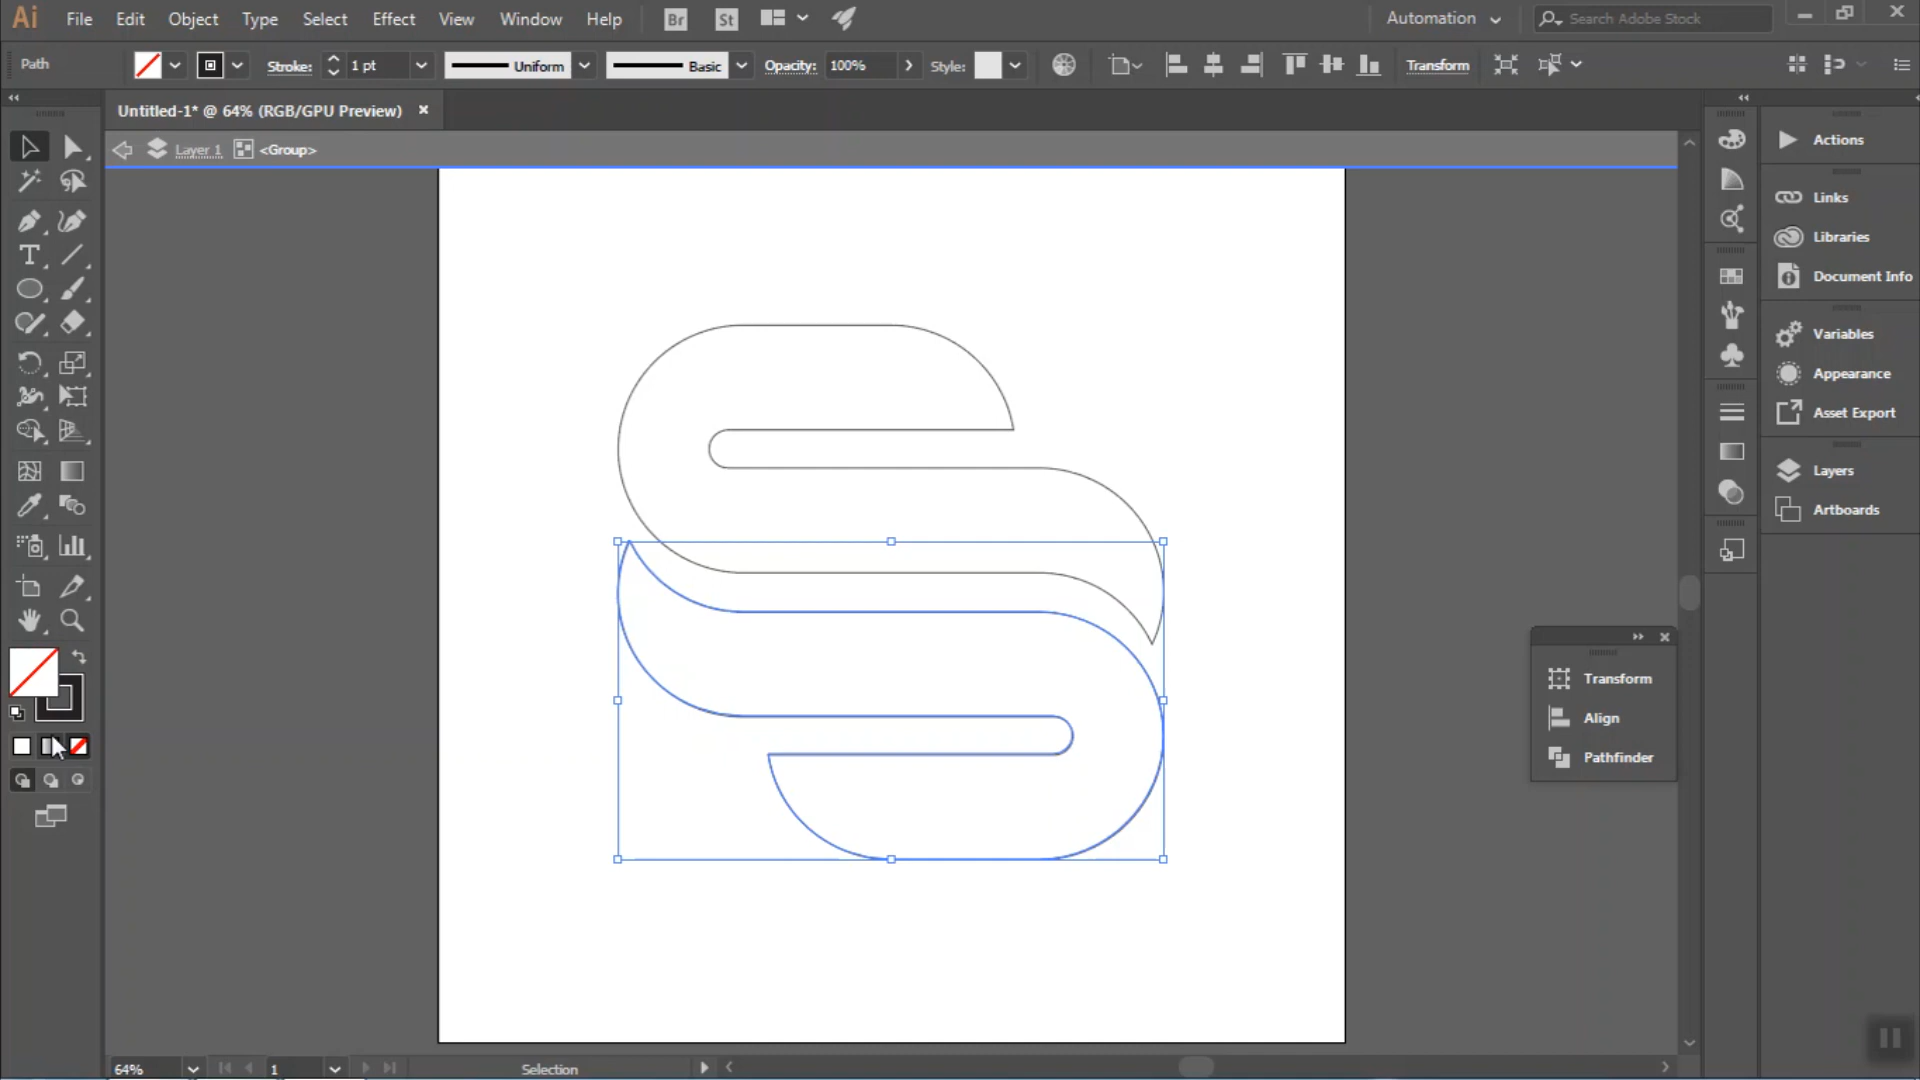 Ai File Edit Object Type Select Effect View Window Help Br St Automation Search Adobe Stock
Path Stroke: 1 pt Uniform Basic Opacity: 100% Style: Transform
Untitled-1* @ 64% (RGB/GPU Preview)
Layer 1 <Group>
Actions
Links
Libraries
Document Info
Variables
Appearance
Asset Export
Layers
Artboards
Transform
Align
Pathfinder
64% 1 Selection